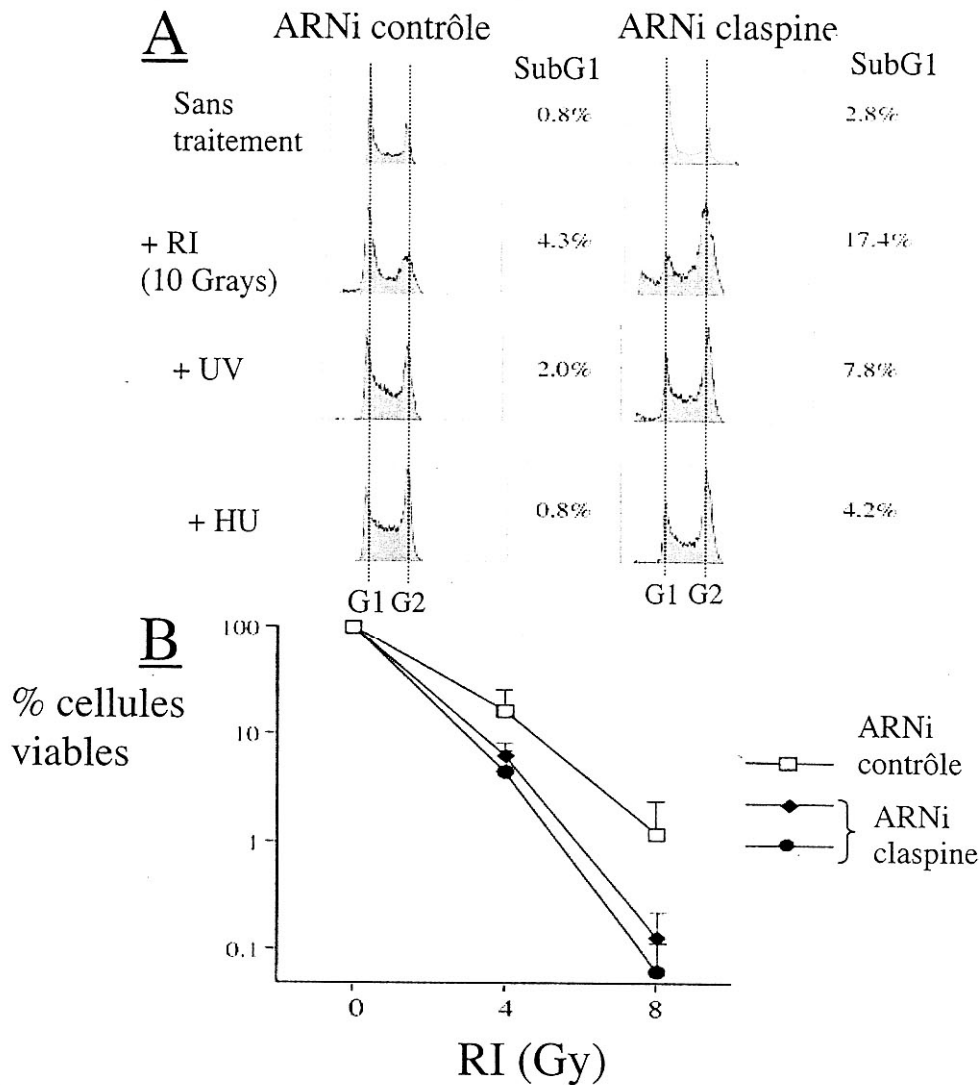 A
ARNi contrôle
ARNi claspine
SubG1
SubG1
Sans
traitement
0.8%
2.8%
+ RI
(10 Grays)
4.3%
17.4%
+ UV
2.0%
7.8%
+ HU
0.8%
4.2%
G1 G2
G1 G2
B
% cellules
viables
100
10
1
0.1
0
4
8
RI (Gy)
ARNi
contrôle
ARNi
claspine